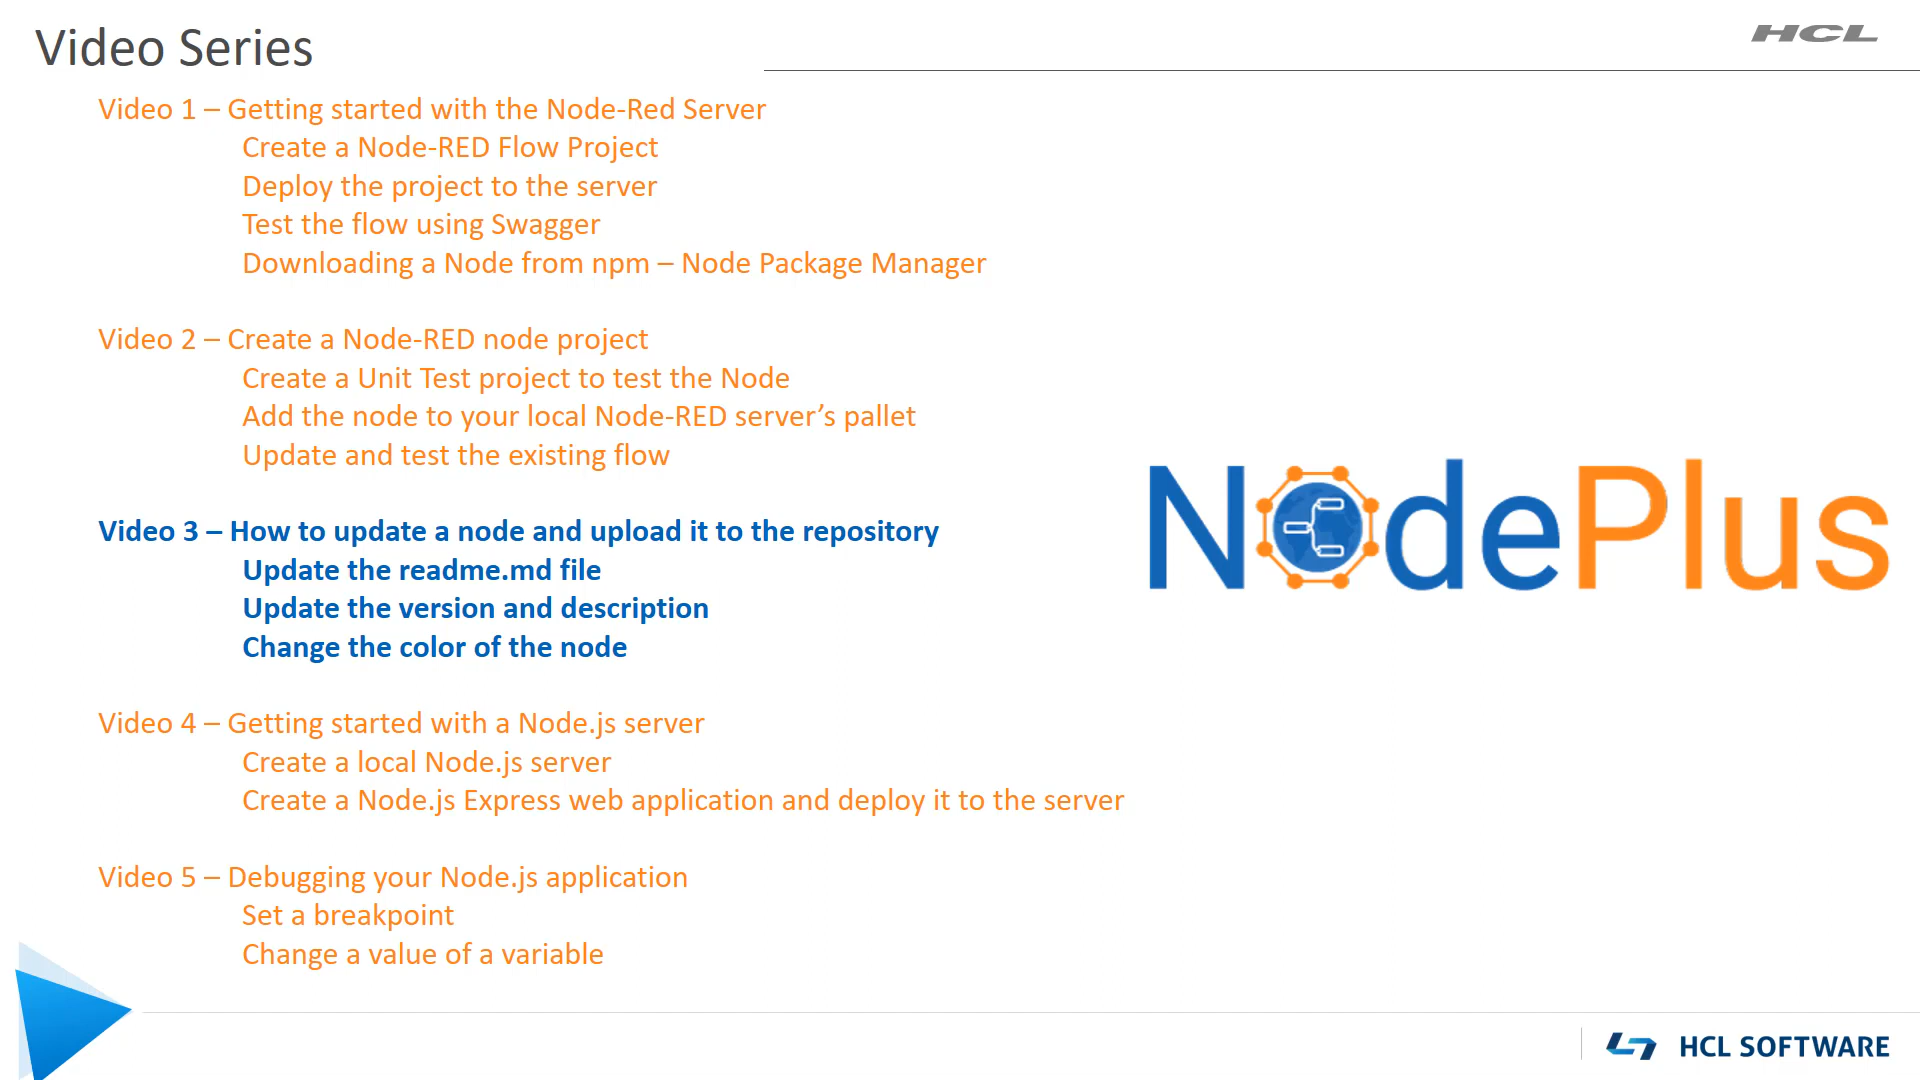 Video Series
HCL
Video 1 – Getting started with the Node-Red Server
Create a Node-RED Flow Project
Deploy the project to the server
Test the flow using Swagger
Downloading a Node from npm – Node Package Manager
Video 2 – Create a Node-RED node project
Create a Unit Test project to test the Node
Add the node to your local Node-RED server’s pallet
Update and test the existing flow
Video 3 – How to update a node and upload it to the repository
Update the readme.md file
Update the version and description
Change the color of the node
NodePlus
Video 4 – Getting started with a Node.js server
Create a local Node.js server
Create a Node.js Express web application and deploy it to the server
Video 5 – Debugging your Node.js application
Set a breakpoint
Change a value of a variable
HCL SOFTWARE